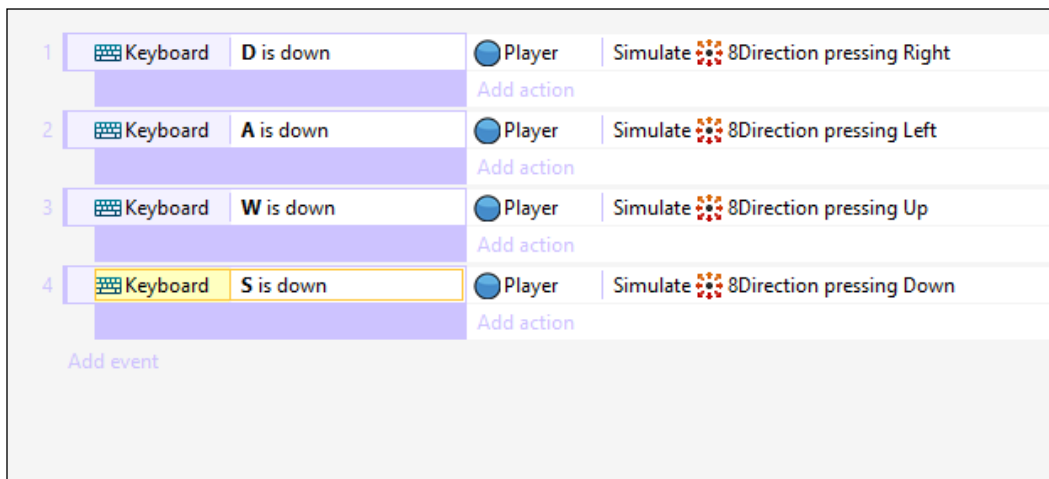 1 Keyboard D is down Player Simulate 8Direction pressing Right
Add action
2 Keyboard A is down Player Simulate 8Direction pressing Left
Add action
3 Keyboard W is down Player Simulate 8Direction pressing Up
Add action
4 Keyboard S is down Player Simulate 8Direction pressing Down
Add action
Add event